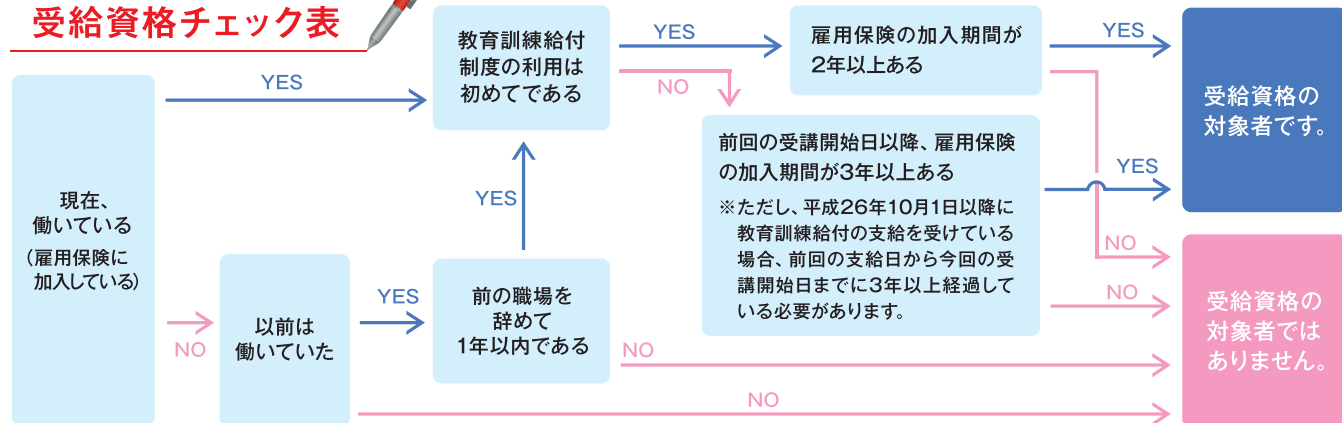 受給資格チェック表
現在、
働いている
(雇用保険に
加入している)
YES
NO
以前は
働いていた
YES
NO
前の職場を
辞めて
1年以内である
YES
NO
教育訓練給付
制度の利用は
初めてである
YES
NO
雇用保険の加入期間が
2年以上ある
YES
NO
前回の受講開始日以降、雇用保険
の加入期間が3年以上ある
※ただし、平成26年10月1日以降に
教育訓練給付の支給を受けている
場合、前回の支給日から今回の受
講開始日までに3年以上経過して
いる必要があります。
YES
NO
受給資格の
対象者です。
受給資格の
対象者では
ありません。